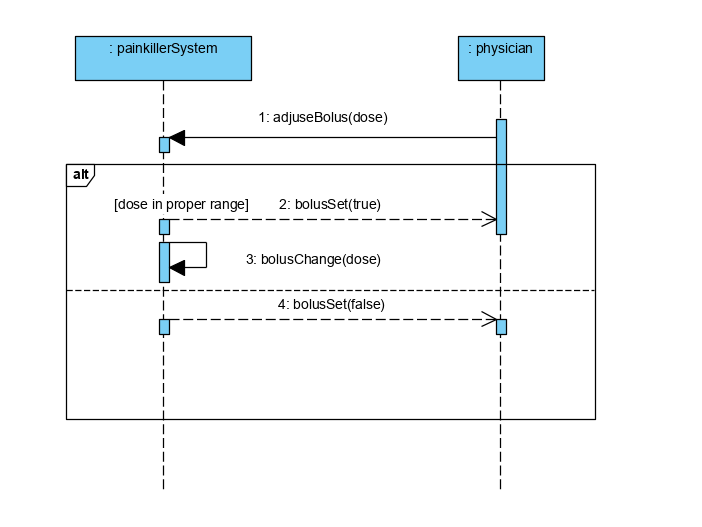 : painkillerSystem
: physician
1: adjuseBolus(dose)
alt
[dose in proper range]
2: bolusSet(true)
3: bolusChange(dose)
4: bolusSet(false)